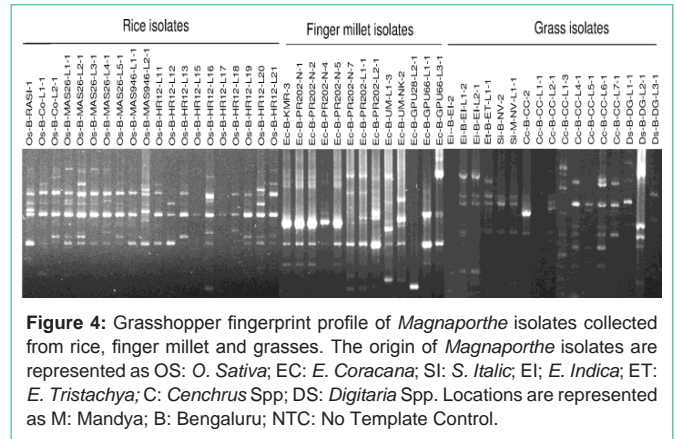 Rice isolates
Finger millet isolates
Grass isolates
Os-B-RASI-1
Os-B-Co-L1-1
Os-B-Co-L2-1
Os-B-MAS26-L1-1
Os-B-MAS26-L2-1
Os-B-MAS26-L3-1
Os-B-MAS26-L4-1
Os-B-MAS26-L5-1
Os-B-MAS946-L1-1
Os-B-MAS946-L2-1
Os-B-HR12-L11
Os-B-HR12-L12
Os-B-HR12-L13
Os-B-HR12-L15
Os-B-HR12-L16
Os-B-HR12-L17
Os-B-HR12-L18
Os-B-HR12-L19
Os-B-HR12-L20
Os-B-HR12-L21
Ec-B-KMR-3
Ec-B-PR202-N-1
Ec-B-PR202-N-2
Ec-B-PR202-N-4
Ec-B-PR202-N-5
Ec-B-PR202-N-7
Ec-B-PR202-L1-1
Ec-B-PR202-L2-1
Ec-B-UM-L1-3
Ec-B-UM-NK-2
Ec-B-GPU28-L2-1
Ec-B-GPU66-L1-1
Ec-B-GPU66-L3-1
Ei--B-EI-2
Ei-B-EI-L1-2
Ei-B-EI-L2-1
Et-B-ET-L1-1
Si-B-NV-2
Si-M-NV-L1-1
Cc-B-CC-2
Cc-B-CC-L1-1
Cc-B-CC-L2-1
Cc-B-CC-L1-3
Cc-B-CC-L4-1
Cc-B-CC-L5-1
Cc-B-CC-L6-1
Cc-B-CC-L7-1
Ds-B-DG-L1-1
Ds-B-DG-L2-1
Ds-B-DG-L3-1
Figure 4: Grasshopper fingerprint profile of Magnaporthe isolates collected
from rice, finger millet and grasses. The origin of Magnaporthe isolates are
represented as OS: O. Sativa; EC: E. Coracana; SI: S. Italic; EI; E. Indica; ET:
E. Tristachya; C: Cenchrus Spp; DS: Digitaria Spp. Locations are represented
as M: Mandya; B: Bengaluru; NTC: No Template Control.